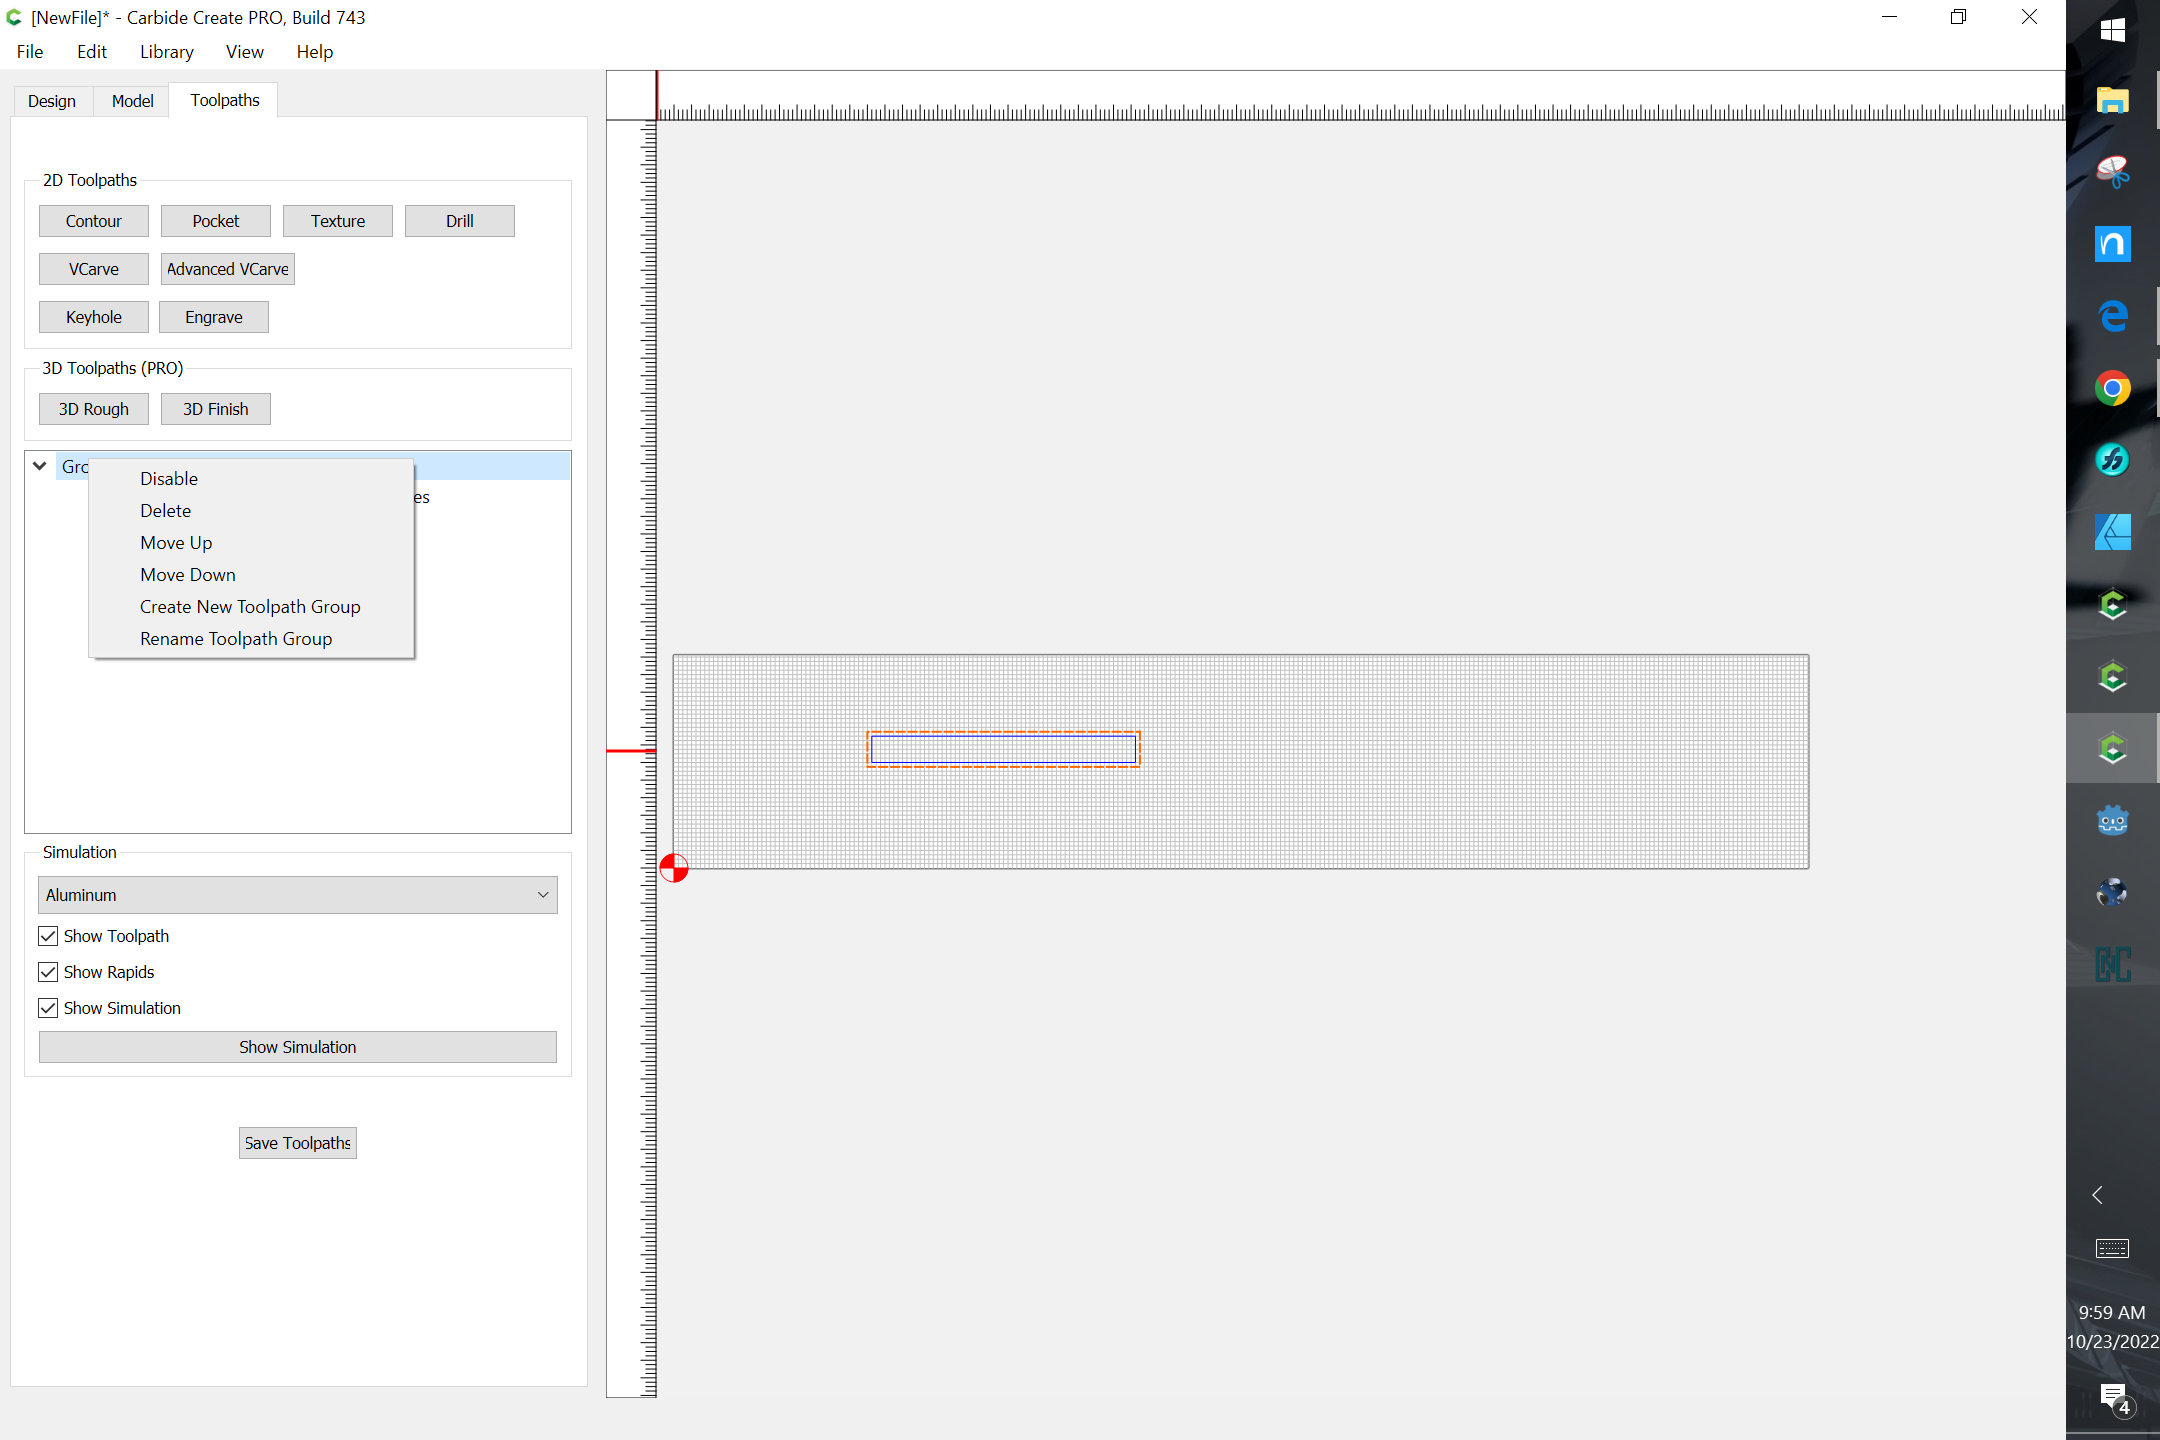 [NewFile]* - Carbide Create PRO, Build 743
File Edit Library View Help
Design Model Toolpaths
2D Toolpaths
Contour Pocket Texture Drill
VCarve Advanced VCarve
Keyhole Engrave
3D Toolpaths (PRO)
3D Rough 3D Finish
Gro
es
Disable
Delete
Move Up
Move Down
Create New Toolpath Group
Rename Toolpath Group
Simulation
Aluminum
Show Toolpath
Show Rapids
Show Simulation
Show Simulation
Save Toolpaths
9:59 AM
10/23/2022
4